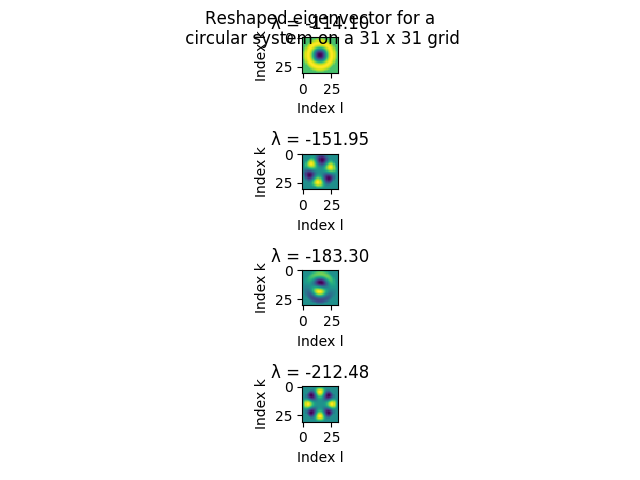 Reshaped eigenvector for a
circular system on a 31 x 31 grid
λ = -114.10
Index k
0
25
0 25
Index l
λ = -151.95
Index k
0
25
0 25
Index l
λ = -183.30
Index k
0
25
0 25
Index l
λ = -212.48
Index k
0
25
0 25
Index l